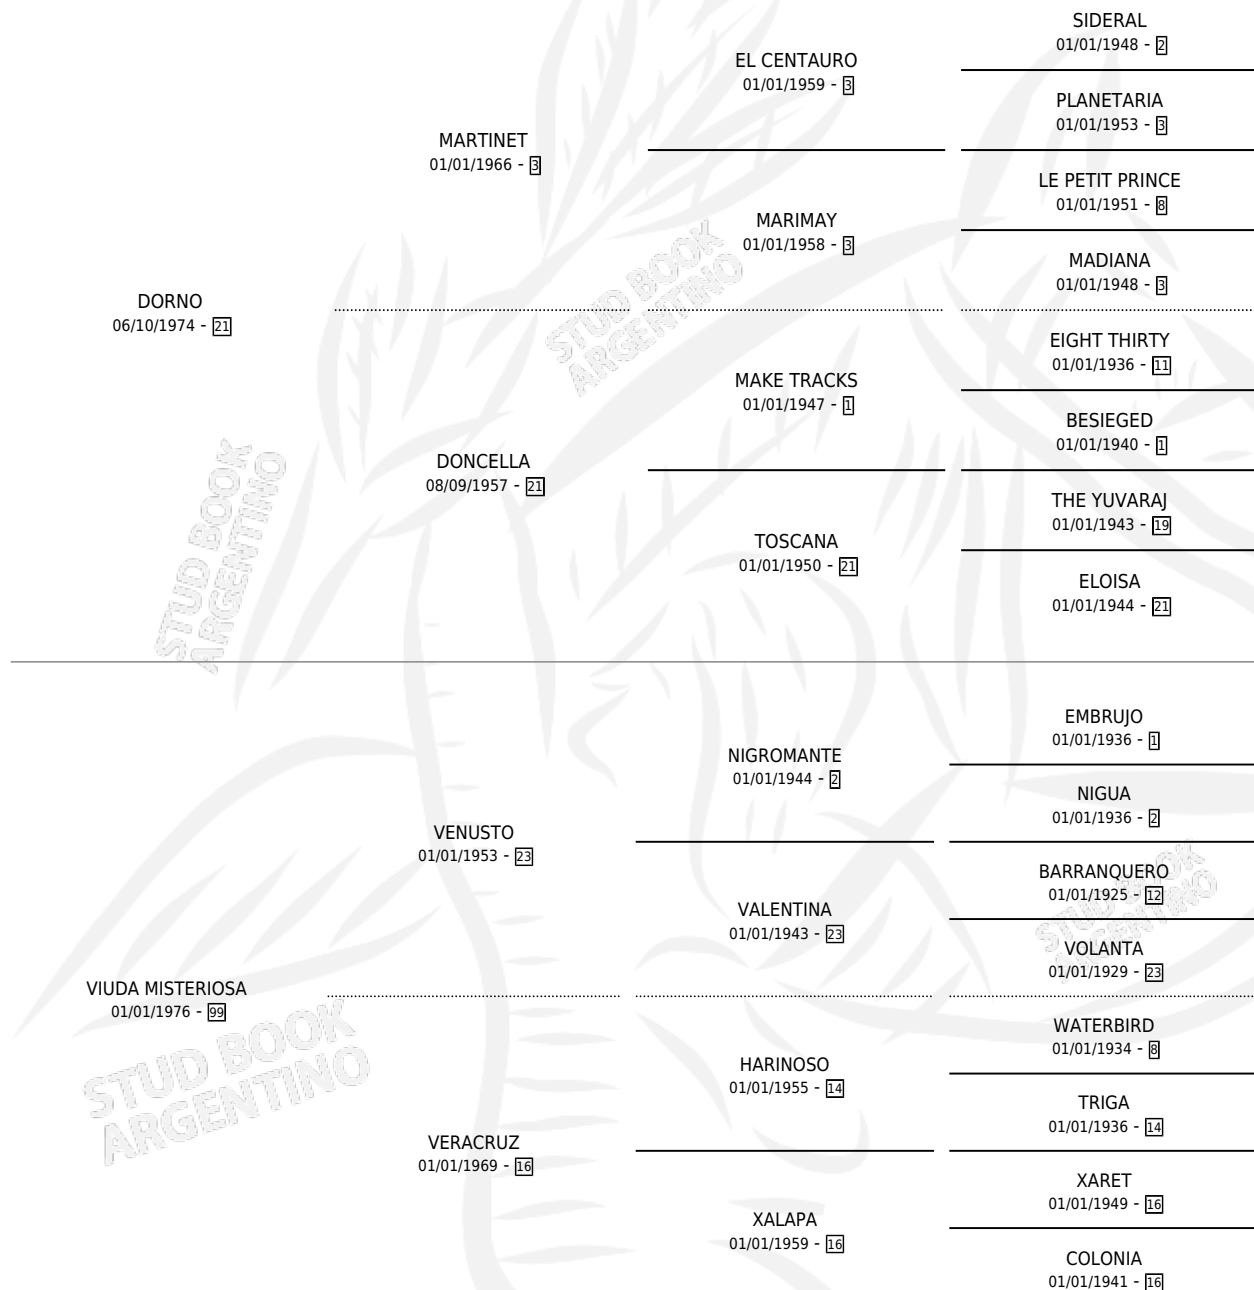 SIDERAL
01/01/1948 - 2
EL CENTAURO
01/01/1959 - 3
PLANETARIA
01/01/1953 - 3
MARTINET
01/01/1966 - 3
LE PETIT PRINCE
01/01/1951 - 8
MARIMAY
01/01/1958 - 3
MADIANA
01/01/1948 - 3
DORNO
06/10/1974 - 21
EIGHT THIRTY
01/01/1936 - 11
MAKE TRACKS
01/01/1947 - 1
BESIEGED
01/01/1940 - 1
DONCELLA
08/09/1957 - 21
THE YUVARAJ
01/01/1943 - 19
TOSCANA
01/01/1950 - 21
ELOISA
01/01/1944 - 21
EMBRUJO
01/01/1936 - 1
NIGROMANTE
01/01/1944 - 2
NIGUA
01/01/1936 - 2
VENUSTO
01/01/1953 - 23
BARRANQUERO
01/01/1925 - 12
VALENTINA
01/01/1943 - 23
VOLANTA
01/01/1929 - 23
VIUDA MISTERIOSA
01/01/1976 - 99
WATERBIRD
01/01/1934 - 8
HARINOSO
01/01/1955 - 14
TRIGA
01/01/1936 - 14
VERACRUZ
01/01/1969 - 16
XARET
01/01/1949 - 16
XALAPA
01/01/1959 - 16
COLONIA
01/01/1941 - 16
STUD BOOK
ARGENTINO
STUD BOOK
ARGENTINO
STUD BOOK
ARGENTINO
STUD BOOK
ARGENTINO